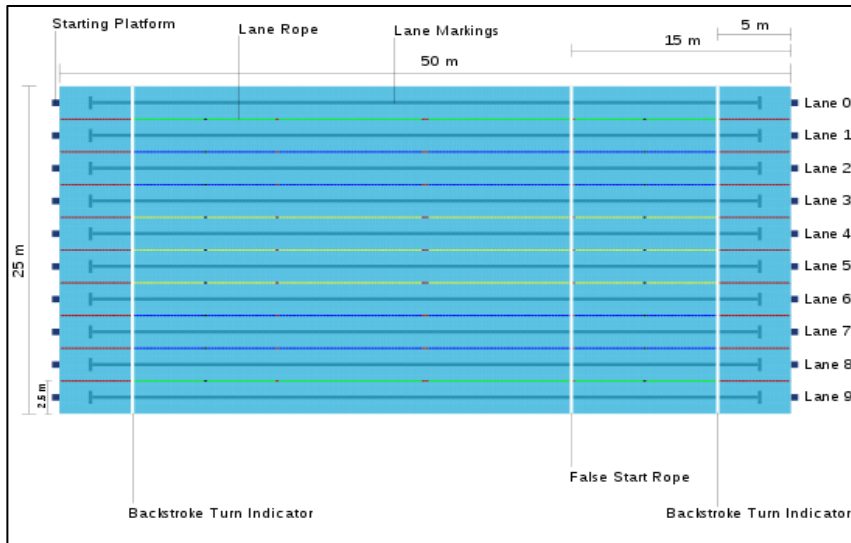 Starting Platform
Lane Rope
Lane Markings
5 m
15 m
50 m
Lane 0
Lane 1
Lane 2
Lane 3
Lane 4
Lane 5
Lane 6
Lane 7
Lane 8
Lane 9
25 m
2.5 m
False Start Rope
Backstroke Turn Indicator
Backstroke Turn Indicator